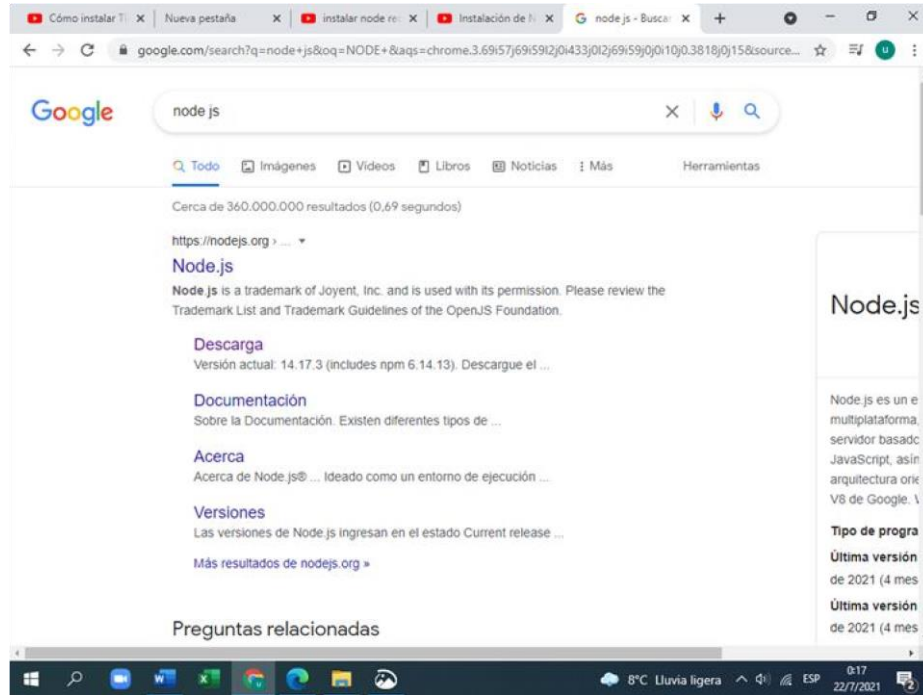 Cómo instalar
Nueva pestaña
instalar node re
Instalación de
node js - Buscar
google.com/search?q=node+js&oq=NODE+&aqs=chrome.3.69i57j69i59l2j0i433j0l2j69i59j0j0i10j0.3818j0j15&source...
u
Google
node js
Todo
Imágenes
Vídeos
Libros
Noticias
Más
Herramientas
Cerca de 360.000.000 resultados (0,69 segundos)
https://nodejs.org › ...
Node.js
Node.js is a trademark of Joyent, Inc. and is used with its permission. Please review the
Trademark List and Trademark Guidelines of the OpenJS Foundation.
Descarga
Versión actual: 14.17.3 (includes npm 6.14.13). Descargue el ...
Documentación
Sobre la Documentación. Existen diferentes tipos de ...
Acerca
Acerca de Node.js® ... Ideado como un entorno de ejecución ...
Versiones
Las versiones de Node.js ingresan en el estado Current release ...
Más resultados de nodejs.org »
Preguntas relacionadas
Node.js
Node.js es un e
multiplataforma,
servidor basado
JavaScript, asín
arquitectura orie
V8 de Google.
Tipo de progra
Última versión
de 2021 (4 mes
Última versión
de 2021 (4 mes
8°C Lluvia ligera
ESP
0:17
22/7/2021